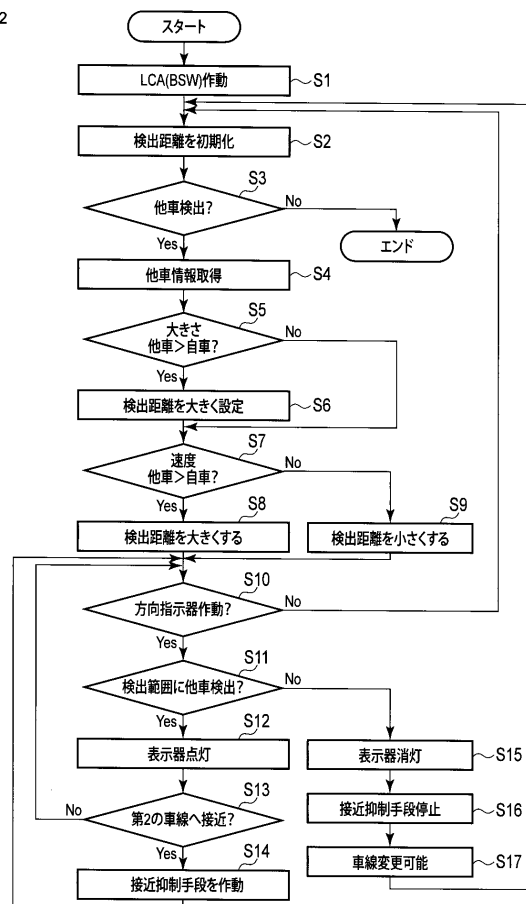 2
スタート
LCA(BSW)作動
S1
検出距離を初期化
S2
S3
他車検出?
No
Yes
エンド
他車情報取得
S4
S5
大きさ
他車>自車?
No
Yes
検出距離を大きく設定
S6
S7
速度
他車>自車?
No
Yes
S8
検出距離を大きくする
S9
検出距離を小さくする
S10
方向指示器作動?
No
Yes
S11
検出範囲に他車検出?
No
Yes
S12
表示器点灯
表示器消灯
S15
S13
第2の車線へ接近?
No
Yes
接近抑制手段停止
S16
S14
接近抑制手段を作動
車線変更可能
S17